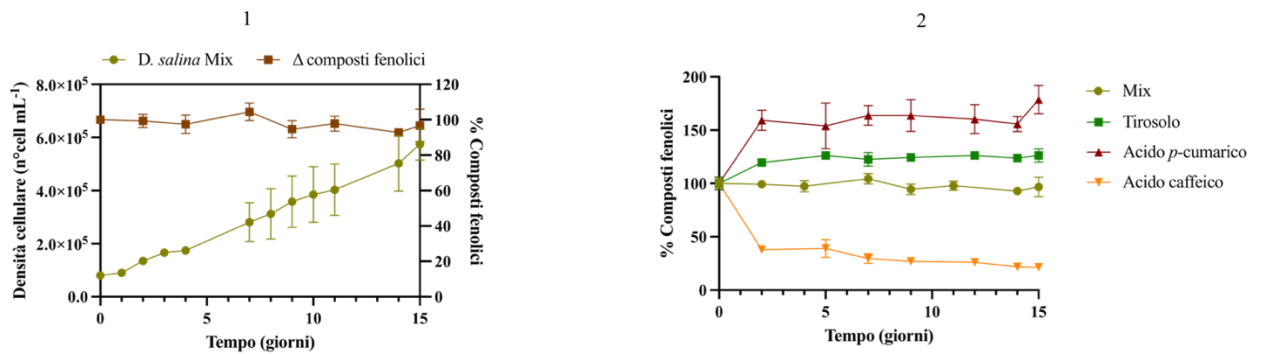 1
D. salina Mix
Δ composti fenolici
Densità cellulare (n°cell mL⁻¹)
8.0×10⁵
6.0×10⁵
4.0×10⁵
2.0×10⁵
0.0
120
100
80
60
40
20
0
% Composti fenolici
0 5 10 15
Tempo (giorni)
2
% Composti fenolici
200
150
100
50
0
0 5 10 15
Tempo (giorni)
Mix
Tirosolo
Acido p-cumarico
Acido caffeico